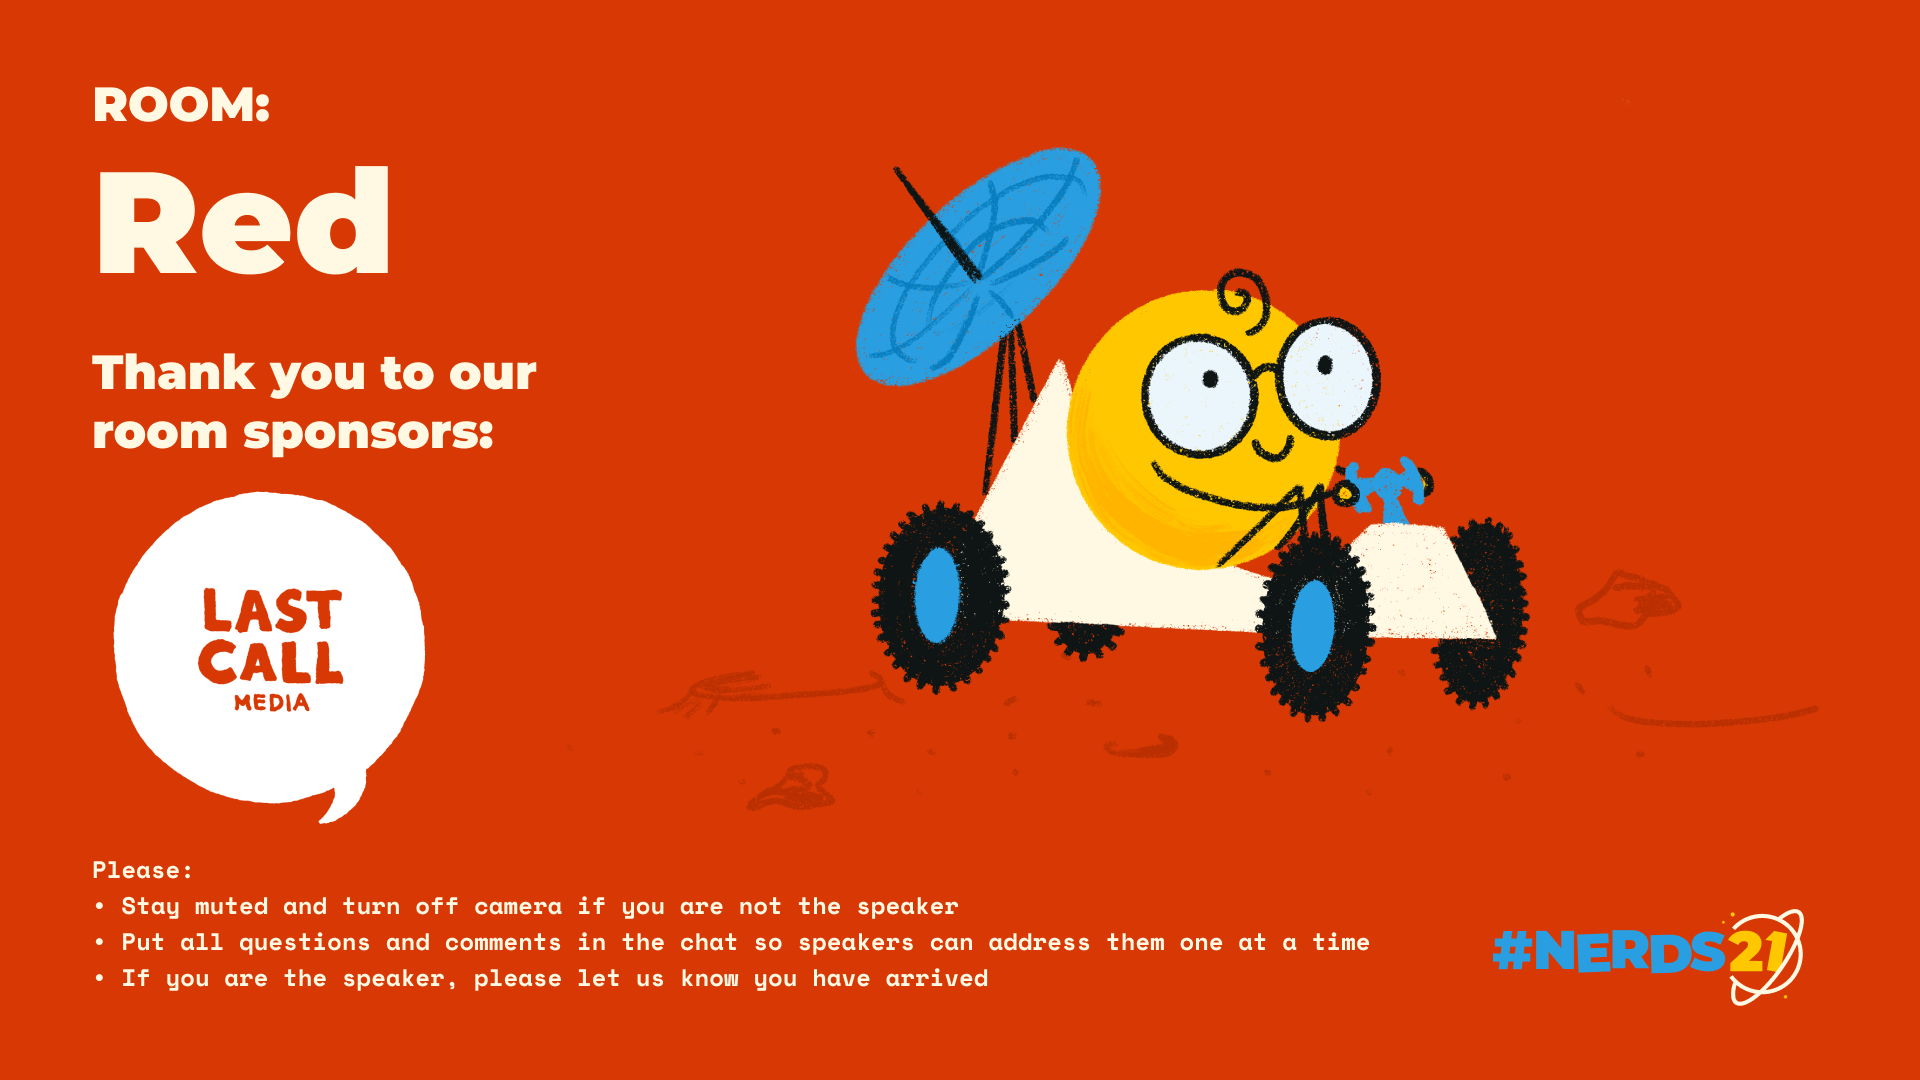 ROOM:
Red
Thank you to our
room sponsors:
LAST
CALL
MEDIA
Please:
• Stay muted and turn off camera if you are not the speaker
• Put all questions and comments in the chat so speakers can address them one at a time
• If you are the speaker, please let us know you have arrived
#NERDS21